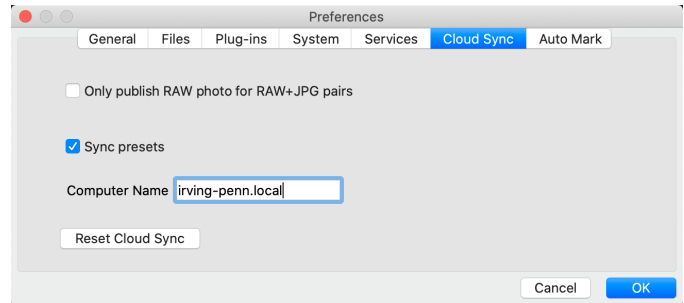 Preferences
General Files Plug-ins System Services Cloud Sync Auto Mark
Only publish RAW photo for RAW+JPG pairs
Sync presets
Computer Name irving-penn.local
Reset Cloud Sync
Cancel OK